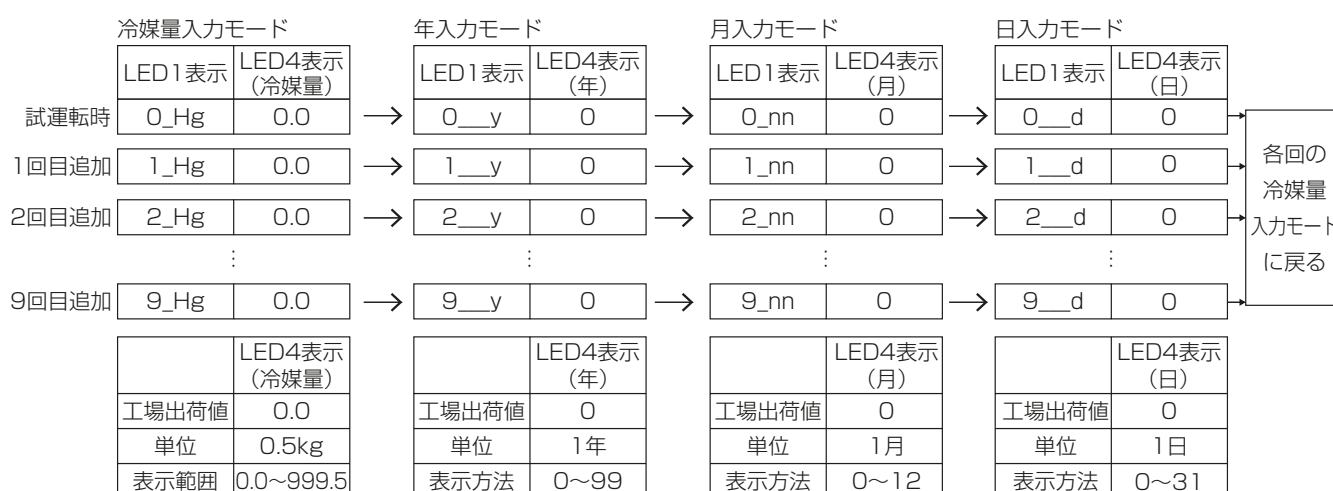 冷媒量入力モード 年入力モード 月入力モード 日入力モード
LED1表示 LED4表示(冷媒量) LED1表示 LED4表示(年) LED1表示 LED4表示(月) LED1表示 LED4表示(日)
試運転時 0_Hg 0.0 → 0___y 0 → 0_nn 0 → 0___d 0
1回目追加 1_Hg 0.0 → 1___y 0 → 1_nn 0 → 1___d 0
2回目追加 2_Hg 0.0 → 2___y 0 → 2_nn 0 → 2___d 0
⋮ ⋮ ⋮ ⋮
9回目追加 9_Hg 0.0 → 9___y 0 → 9_nn 0 → 9___d 0
各回の
冷媒量
入力モード
に戻る
LED4表示(冷媒量) LED4表示(年) LED4表示(月) LED4表示(日)
工場出荷値 0.0 工場出荷値 0 工場出荷値 0 工場出荷値 0
単位 0.5kg 単位 1年 単位 1月 単位 1日
表示範囲 0.0～999.5 表示方法 0～99 表示方法 0～12 表示方法 0～31